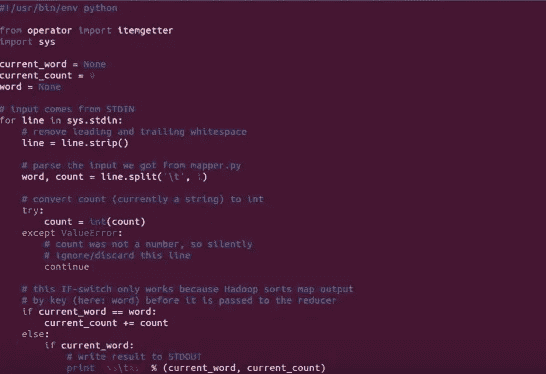 #!/usr/bin/env python
from operator import itemgetter
import sys
current_word = None
current_count = 0
word = None
# input comes from STDIN
for line in sys.stdin:
# remove leading and trailing whitespace
line = line.strip()
# parse the input we got from mapper.py
word, count = line.split('\t', 1)
# convert count (currently a string) to int
try:
count = int(count)
except ValueError:
# count was not a number, so silently
# ignore/discard this line
continue
# this IF-switch only works because Hadoop sorts map output
# by key (here: word) before it is passed to the reducer
if current_word == word:
current_count += count
else:
if current_word:
# write result to STDOUT
print '%s\t%s' % (current_word, current_count)